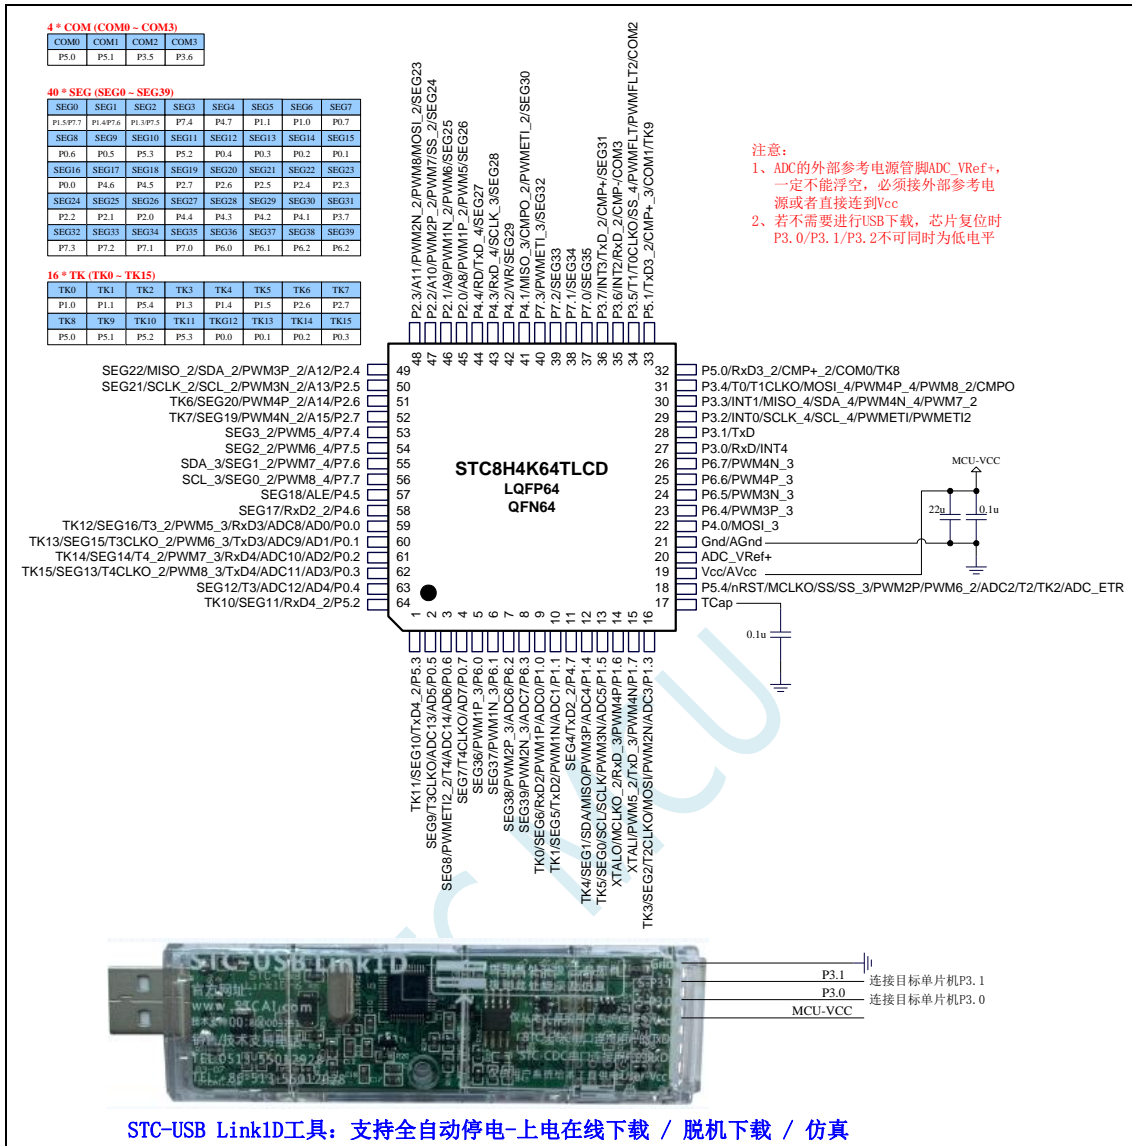 4 * COM (COM0 ~ COM3)
COM0 COM1 COM2 COM3
P5.0 P5.1 P3.5 P3.6
40 * SEG (SEG0 ~ SEG39)
SEG0 SEG1 SEG2 SEG3 SEG4 SEG5 SEG6 SEG7
P1.5/P7.7 P1.4/P7.6 P1.3/P7.5 P7.4 P4.7 P1.1 P1.0 P0.7
SEG8 SEG9 SEG10 SEG11 SEG12 SEG13 SEG14 SEG15
P0.6 P0.5 P5.3 P5.2 P0.4 P0.3 P0.2 P0.1
SEG16 SEG17 SEG18 SEG19 SEG20 SEG21 SEG22 SEG23
P0.0 P4.6 P4.5 P2.7 P2.6 P2.5 P2.4 P2.3
SEG24 SEG25 SEG26 SEG27 SEG28 SEG29 SEG30 SEG31
P2.2 P2.1 P2.0 P4.4 P4.3 P4.2 P4.1 P3.7
SEG32 SEG33 SEG34 SEG35 SEG36 SEG37 SEG38 SEG39
P7.3 P7.2 P7.1 P7.0 P6.0 P6.1 P6.2 P6.2
16 * TK (TK0 ~ TK15)
TK0 TK1 TK2 TK3 TK4 TK5 TK6 TK7
P1.0 P1.1 P5.4 P1.3 P1.4 P1.5 P2.6 P2.7
TK8 TK9 TK10 TK11 TKG12 TK13 TK14 TK15
P5.0 P5.1 P5.2 P5.3 P0.0 P0.1 P0.2 P0.3
P2.3/A11/PWM2N_2/PWM8/MOSI_2/SEG23
P2.2/A10/PWM2P_2/PWM7/SS_2/SEG24
P2.1/A9/PWM1N_2/PWM6/SEG25
P2.0/A8/PWM1P_2/PWM5/SEG26
P4.4/RD/TxD_4/SEG27
P4.3/RxD_4/SCLK_3/SEG28
P4.2/WR/SEG29
P4.1/MISO_3/CMPO_2/PWMETI_2/SEG30
P7.3/PWMETI_3/SEG32
P7.2/SEG33
P7.1/SEG34
P7.0/SEG35
P3.7/INT3/TxD_2/CMP+/SEG31
P3.6/INT2/RxD_2/CMP-/COM3
P3.5/T1/T0CLKO/SS_4/PWMFLT/PWMFLT2/COM2
P5.1/TxD3_2/CMP+_3/COM1/TK9
48 47 46 45 44 43 42 41 40 39 38 37 36 35 34 33
注意:
1、ADC的外部参考电源管脚ADC_VRef+,
一定不能浮空，必须接外部参考电
源或者直接连到Vcc
2、若不需要进行USB下载，芯片复位时
P3.0/P3.1/P3.2不可同时为低电平
SEG22/MISO_2/SDA_2/PWM3P_2/A12/P2.4 49
SEG21/SCLK_2/SCL_2/PWM3N_2/A13/P2.5 50
TK6/SEG20/PWM4P_2/A14/P2.6 51
TK7/SEG19/PWM4N_2/A15/P2.7 52
SEG3_2/PWM5_4/P7.4 53
SEG2_2/PWM6_4/P7.5 54
SDA_3/SEG1_2/PWM7_4/P7.6 55
SCL_3/SEG0_2/PWM8_4/P7.7 56
SEG18/ALE/P4.5 57
SEG17/RxD2_2/P4.6 58
TK12/SEG16/T3_2/PWM5_3/RxD3/ADC8/AD0/P0.0 59
TK13/SEG15/T3CLKO_2/PWM6_3/TxD3/ADC9/AD1/P0.1 60
TK14/SEG14/T4_2/PWM7_3/RxD4/ADC10/AD2/P0.2 61
TK15/SEG13/T4CLKO_2/PWM8_3/TxD4/ADC11/AD3/P0.3 62
SEG12/T3/ADC12/AD4/P0.4 63
TK10/SEG11/RxD4_2/P5.2 64
STC8H4K64TLCD
LQFP64
QFN64
32 P5.0/RxD3_2/CMP+_2/COM0/TK8
31 P3.4/T0/T1CLKO/MOSI_4/PWM4P_4/PWM8_2/CMPO
30 P3.3/INT1/MISO_4/SDA_4/PWM4N_4/PWM7_2
29 P3.2/INT0/SCLK_4/SCL_4/PWMETI/PWMETI2
28 P3.1/TxD
27 P3.0/RxD/INT4
26 P6.7/PWM4N_3
25 P6.6/PWM4P_3
24 P6.5/PWM3N_3
23 P6.4/PWM3P_3
22 P4.0/MOSI_3
21 Gnd/AGnd
20 ADC_VRef+
19 Vcc/AVcc
18 P5.4/nRST/MCLKO/SS/SS_3/PWM2P/PWM6_2/ADC2/T2/TK2/ADC_ETR
17 TCap
MCU-VCC
22u 0.1u
0.1u
1 2 3 4 5 6 7 8 9 10 11 12 13 14 15 16
TK11/SEG10/TxD4_2/P5.3
SEG9/T3CLKO/ADC13/AD5/P0.5
SEG8/PWMETI2_2/T4/ADC14/AD6/P0.6
SEG7/T4CLKO/AD7/P0.7
SEG36/PWM1P_3/P6.0
SEG37/PWM1N_3/P6.1
SEG38/PWM2P_3/ADC6/P6.2
SEG39/PWM2N_3/ADC7/P6.3
TK0/SEG6/RxD2/PWM1P/ADC0/P1.0
TK1/SEG5/TxD2/PWM1N/ADC1/P1.1
SEG4/TxD2_2/P4.7
TK4/SEG1/SDA/MISO/PWM3P/ADC4/P1.4
TK5/SEG0/SCL/SCLK/PWM3N/ADC5/P1.5
XTALO/MCLKO_2/RxD_3/PWM4P/P1.6
XTALI/PWM5_2/TxD_3/PWM4N/P1.7
TK3/SEG2/T2CLKO/MOSI/PWM2N/ADC3/P1.3
STC MCU
STC-USB Link1D
官方网址:
www.STCAI.com
TEL:0513-55012928
GND
P3.1 连接目标单片机P3.1
P3.0 连接目标单片机P3.0
MCU-VCC
STC-USB Link1D工具: 支持全自动停电-上电在线下载 / 脱机下载 / 仿真